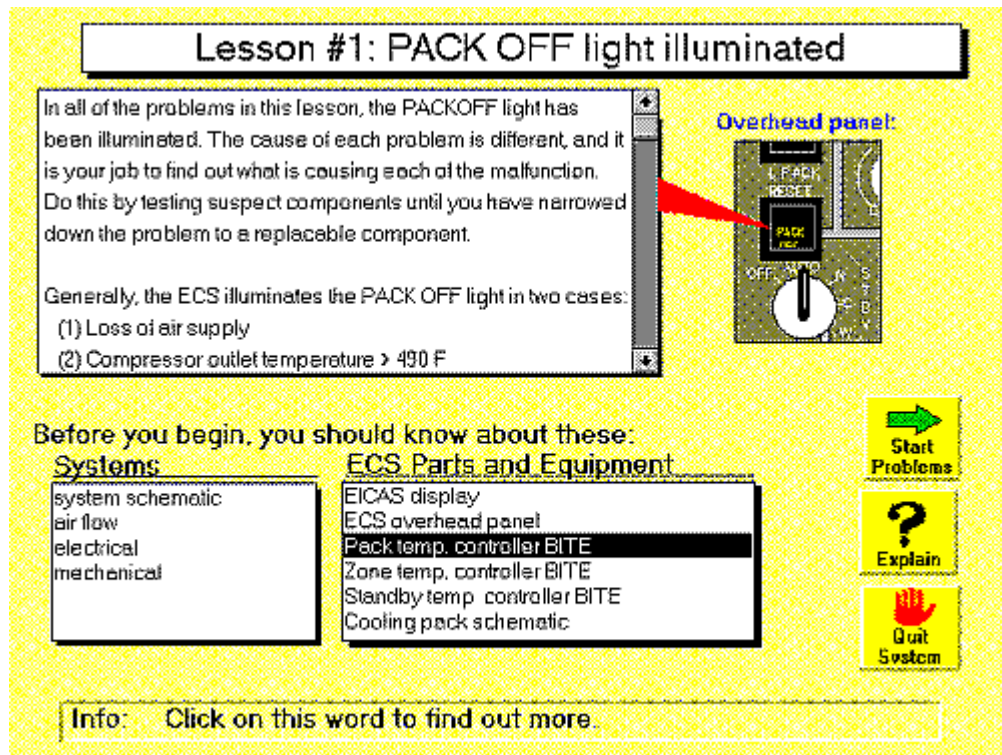 Lesson #1: PACK OFF light illuminated
In all of the problems in this lesson, the PACKOFF light has
been illuminated. The cause of each problem is different, and it
is your job to find out what is causing each of the malfunction.
Do this by testing suspect components until you have narrowed
down the problem to a replacable component.
Generally, the ECS illuminates the PACK OFF light in two cases:
(1) Loss of air supply
(2) Compressor outlet temperature > 490 F
Overhead panel:
L PACK
RESET
PACK
OFF
OFF AUTO N
Before you begin, you should know about these:
Systems
system schematic
air flow
electrical
mechanical
ECS Parts and Equipment
EICAS display
ECS overhead panel
Pack temp. controller BITE
Zone temp. controller BITE
Standby temp. controller BITE
Cooling pack schematic
Start
Problems
?
Explain
Quit
System
Info: Click on this word to find out more.